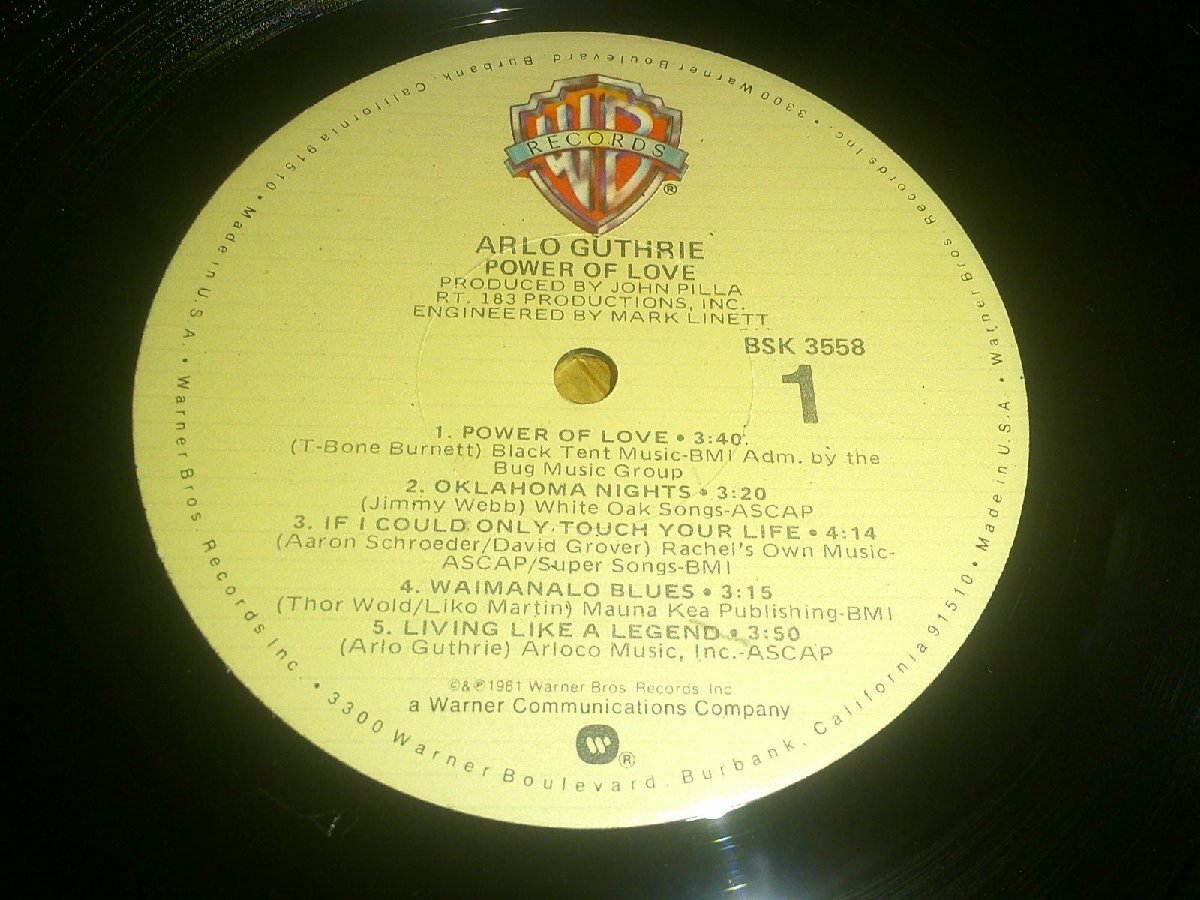 WB
RECORDS
®
ARLO GUTHRIE
POWER OF LOVE
PRODUCED BY JOHN PILLA
RT. 183 PRODUCTIONS, INC.
ENGINEERED BY MARK LINETT
BSK 3558
1
1. POWER OF LOVE • 3:40
(T-Bone Burnett) Black Tent Music-BMI Adm. by the
Bug Music Group
2. OKLAHOMA NIGHTS • 3:20
(Jimmy Webb) White Oak Songs-ASCAP
3. IF I COULD ONLY TOUCH YOUR LIFE • 4:14
(Aaron Schroeder/David Grover) Rachel's Own Music-
ASCAP/Super Songs-BMI
4. WAIMANALO BLUES • 3:15
(Thor Wold/Liko Martin) Mauna Kea Publishing-BMI
5. LIVING LIKE A LEGEND • 3:50
(Arlo Guthrie) Arloco Music, Inc.-ASCAP
©&℗1981 Warner Bros. Records Inc.
a Warner Communications Company
W
®
Warner Bros. Records Inc. • 3300 Warner Boulevard, Burbank, California 91510 • Made in U.S.A. • Warner Bros. Records Inc. • 3300 Warner Boulevard, Burbank, California 91510 • Made in U.S.A. •